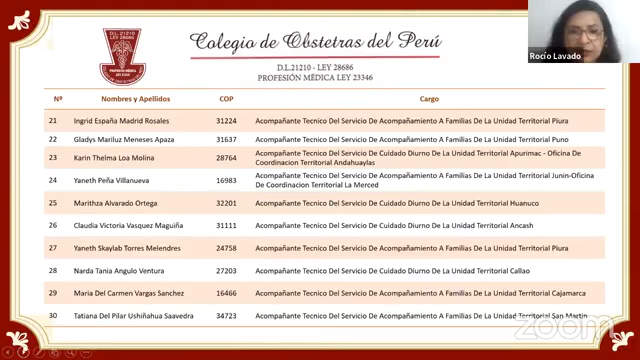 D.L. 21210
LEY 28686
Colegio de Obstetras del Perú
D.L.21210 - LEY 28686
PROFESIÓN MÉDICA LEY 23346
Rocío Lavado
Nº Nombres y Apellidos COP Cargo
21 Ingrid España Madrid Rosales 31224 Acompañante Tecnico Del Servicio De Acompañamiento A Familias De La Unidad Territorial Piura
22 Gladys Mariluz Meneses Apaza 31637 Acompañante Tecnico Del Servicio De Acompañamiento A Familias De La Unidad Territorial Puno
23 Karin Thelma Loa Molina 28764 Acompañante Tecnico Del Servicio De Cuidado Diurno De La Unidad Territorial Apurimac - Oficina De
Coordinacion Territorial Andahuaylas
24 Yaneth Peña Villanueva 16983 Acompañante Tecnico Del Servicio De Acompañamiento A Familias De La Unidad Territorial Junin-Oficina
De Coordinacion Territorial La Merced
25 Marithza Alvarado Ortega 32201 Acompañante Tecnico Del Servicio De Cuidado Diurno De La Unidad Territorial Huanuco
26 Claudia Victoria Vasquez Maguiña 31111 Acompañante Tecnico Del Servicio De Cuidado Diurno De La Unidad Territorial Ancash
27 Yaneth Skaylab Torres Melendres 24758 Acompañante Tecnico Del Servicio De Acompañamiento A Familias De La Unidad Territorial Piura
28 Narda Tania Angulo Ventura 27203 Acompañante Tecnico Del Servicio De Cuidado Diurno De La Unidad Territorial Callao
29 Maria Del Carmen Vargas Sanchez 16466 Acompañante Tecnico Del Servicio De Acompañamiento A Familias De La Unidad Territorial Cajamarca
30 Tatiana Del Pilar Ushiñahua Saavedra 34723 Acompañante Tecnico Del Servicio De Acompañamiento A Familias De La Unidad Territorial San Martin
zoom